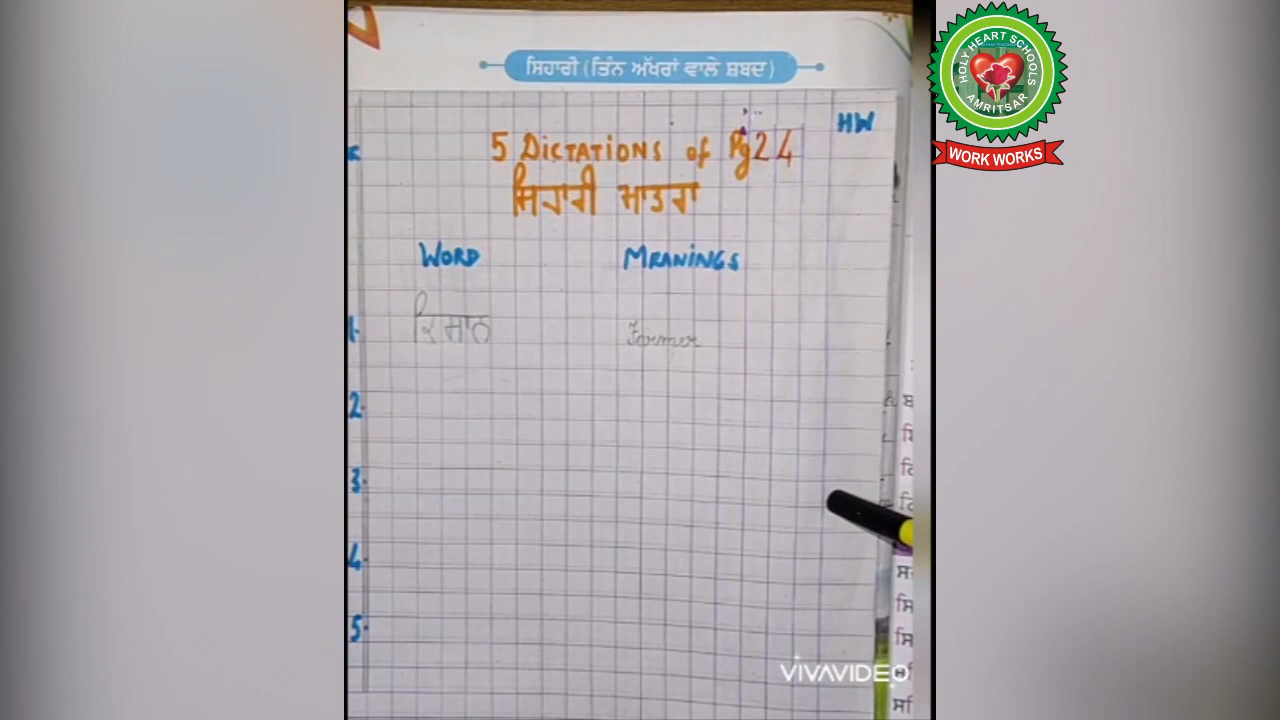 ਸਿਹਾਰੀ (ਤਿੰਨ ਅੱਖਰਾਂ ਵਾਲੇ ਸ਼ਬਦ)
HW
5 DICTATIONS of Pg 24
ਸਿਹਾਰੀ ਮਾਤਰਾ
WORD MRANINGS
1. ਕਿਸਾਨ Farmer
2.
3.
4.
5.
HOLY HEART SCHOOLS
AMRITSAR
WORK WORKS
VIVAVIDEO